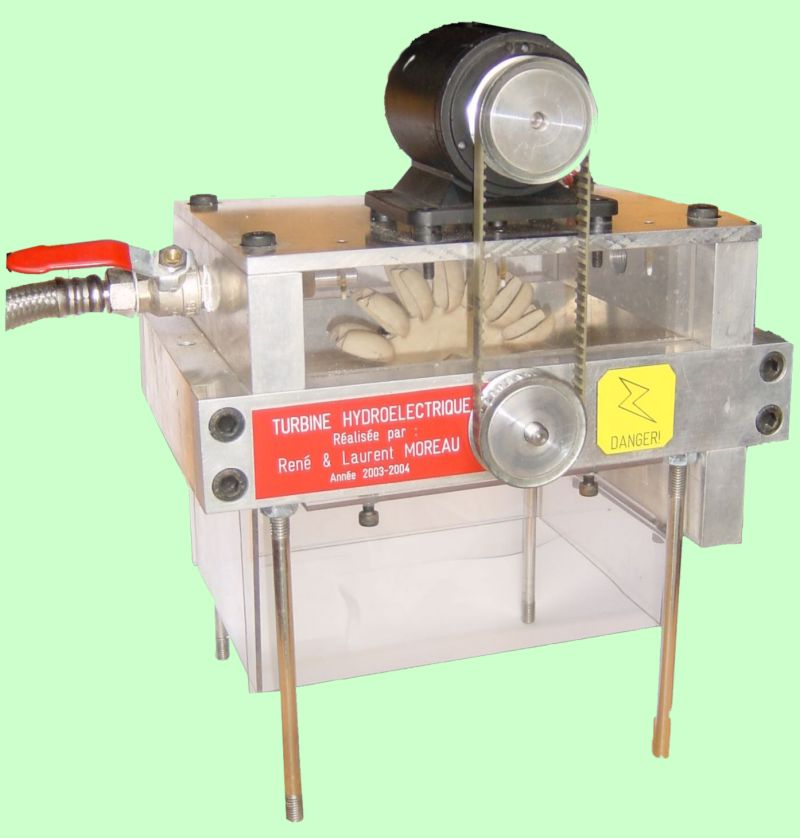 TURBINE HYDROELECTRIQUE
Réalisée par :
René & Laurent MOREAU
Année 2003-2004
DANGER!